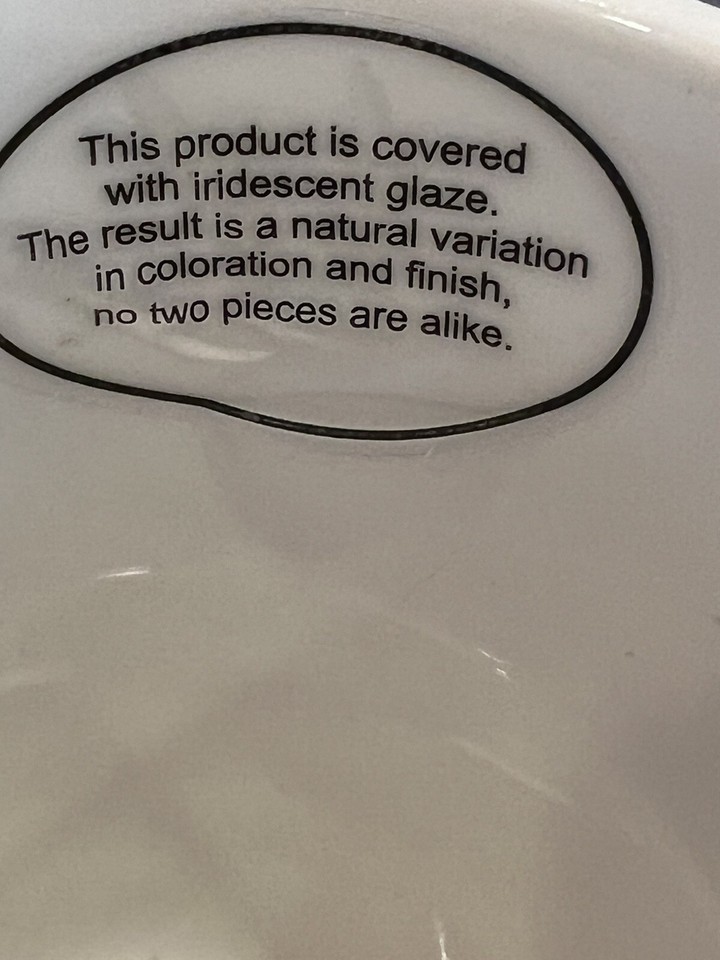 This product is covered
with iridescent glaze.
The result is a natural variation
in coloration and finish,
no two pieces are alike.